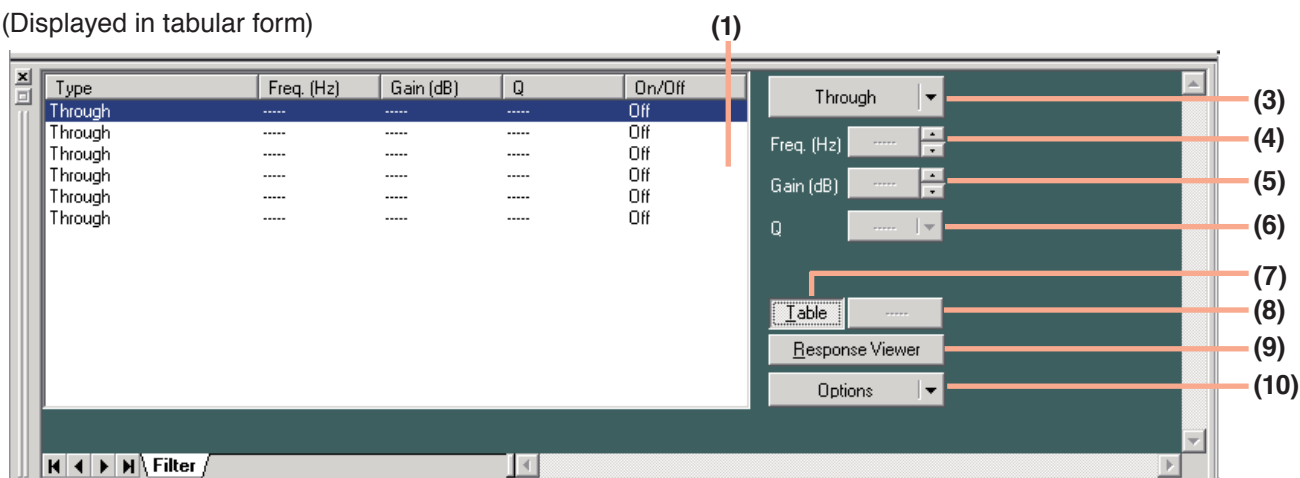 (Displayed in tabular form)
(1)
Type Freq. (Hz) Gain (dB) Q On/Off
Through ----- ----- ----- Off
Through ----- ----- ----- Off
Through ----- ----- ----- Off
Through ----- ----- ----- Off
Through ----- ----- ----- Off
Through ----- ----- ----- Off
Through (3)
Freq. (Hz) ----- (4)
Gain (dB) ----- (5)
Q ----- (6)
(7)
Table ----- (8)
Response Viewer (9)
Options (10)
Filter